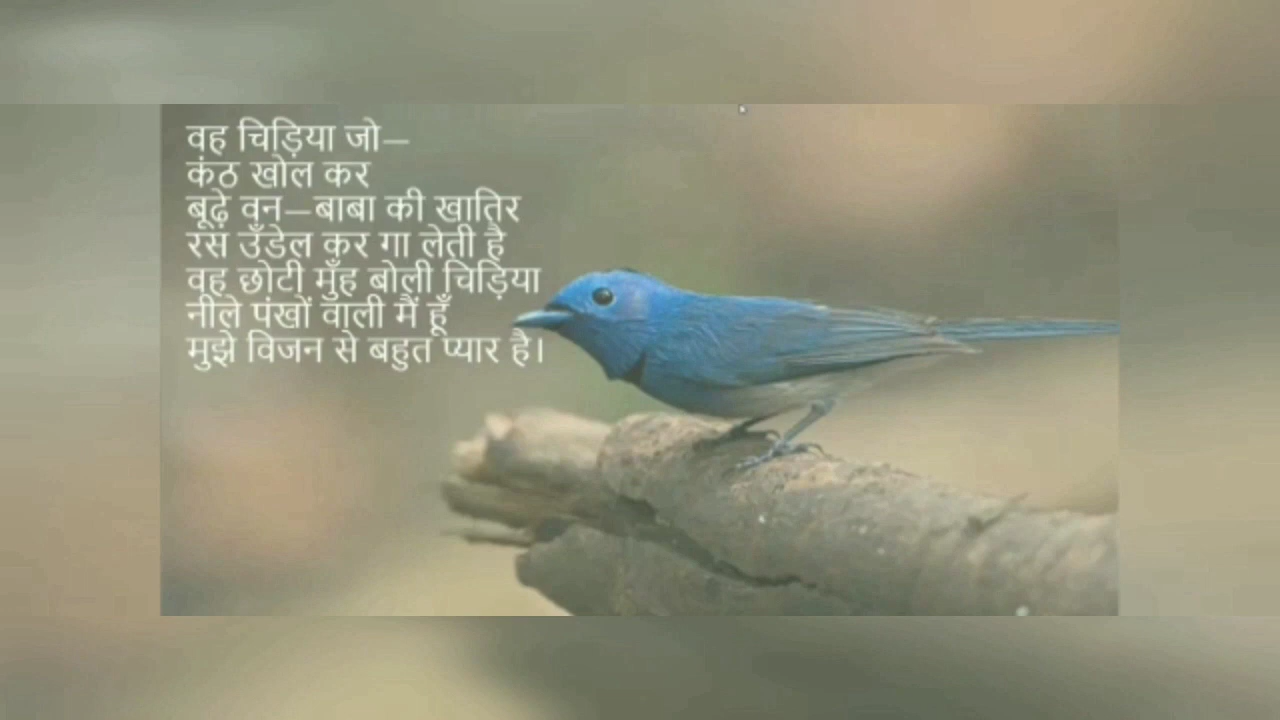 वह चिड़िया जो–
कंठ खोल कर
बूढ़े वन–बाबा की खातिर
रस उँडेल कर गा लेती है
वह छोटी मुँह बोली चिड़िया
नीले पंखों वाली मैं हूँ
मुझे विजन से बहुत प्यार है।